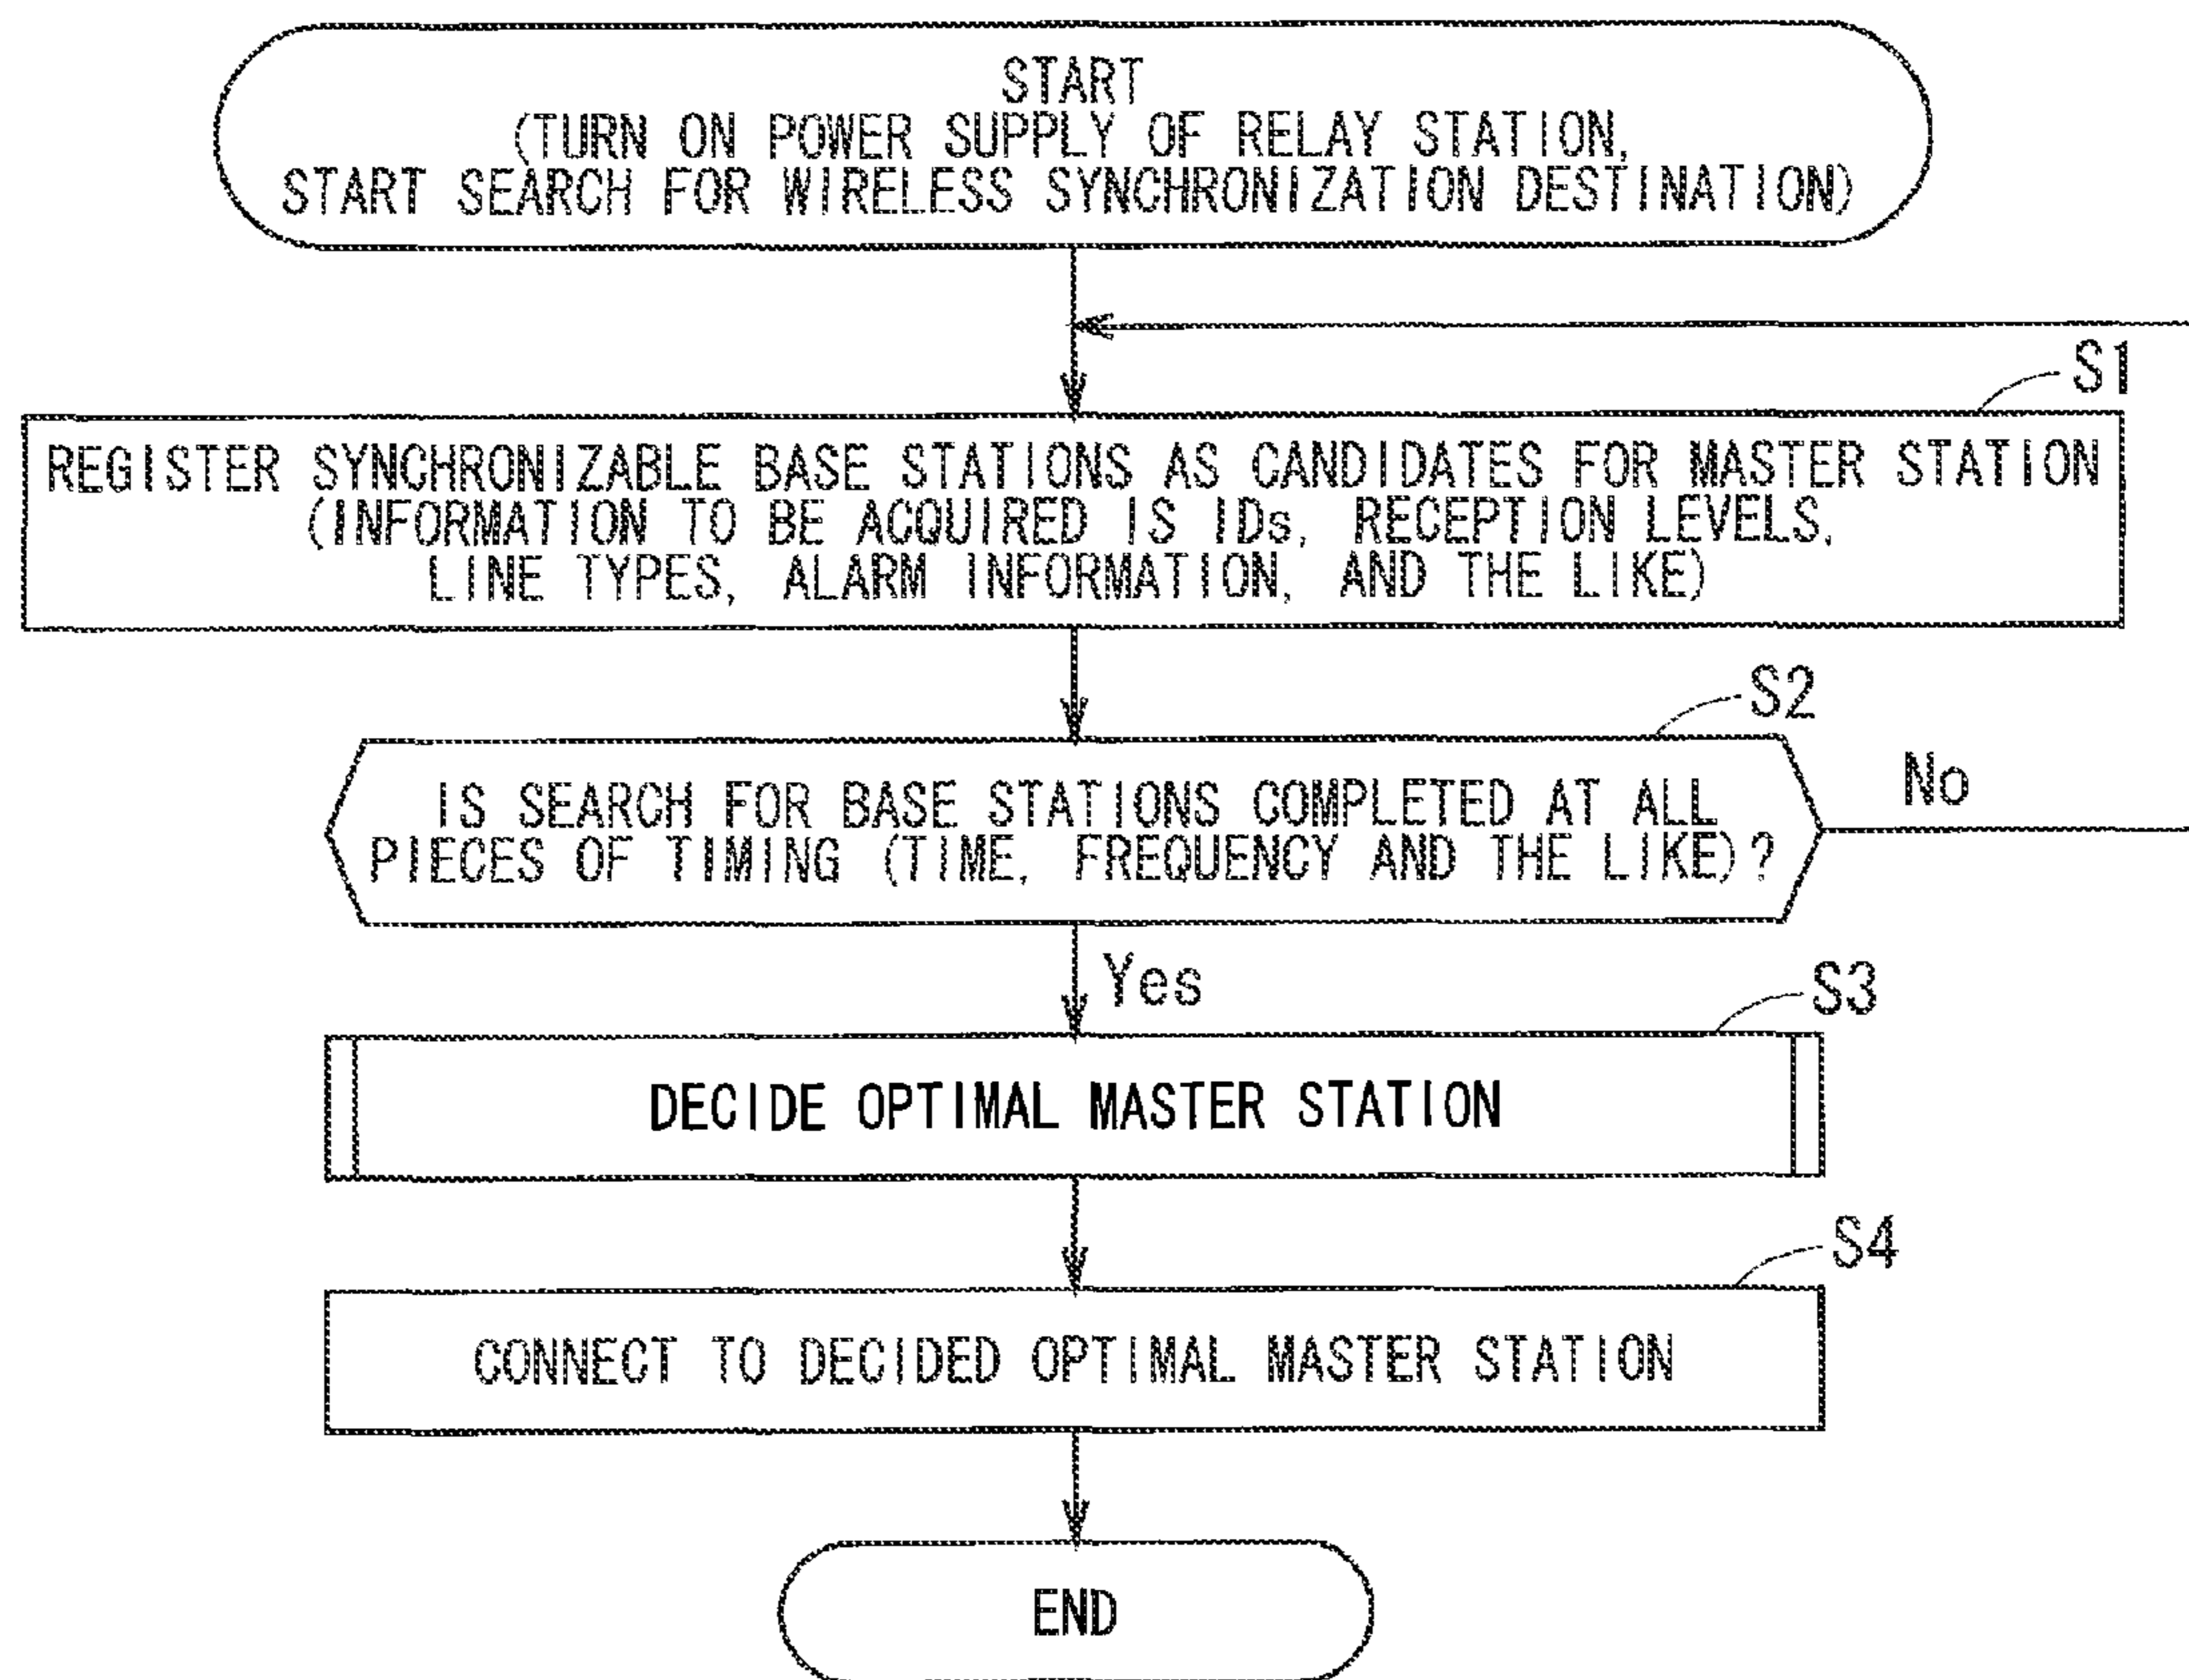 START
(TURN ON POWER SUPPLY OF RELAY STATION,
START SEARCH FOR WIRELESS SYNCHRONIZATION DESTINATION)
S1
REGISTER SYNCHRONIZABLE BASE STATIONS AS CANDIDATES FOR MASTER STATION
(INFORMATION TO BE ACQUIRED IS IDs, RECEPTION LEVELS,
LINE TYPES, ALARM INFORMATION, AND THE LIKE)
S2
IS SEARCH FOR BASE STATIONS COMPLETED AT ALL
PIECES OF TIMING (TIME, FREQUENCY AND THE LIKE)?
No
Yes
S3
DECIDE OPTIMAL MASTER STATION
S4
CONNECT TO DECIDED OPTIMAL MASTER STATION
END